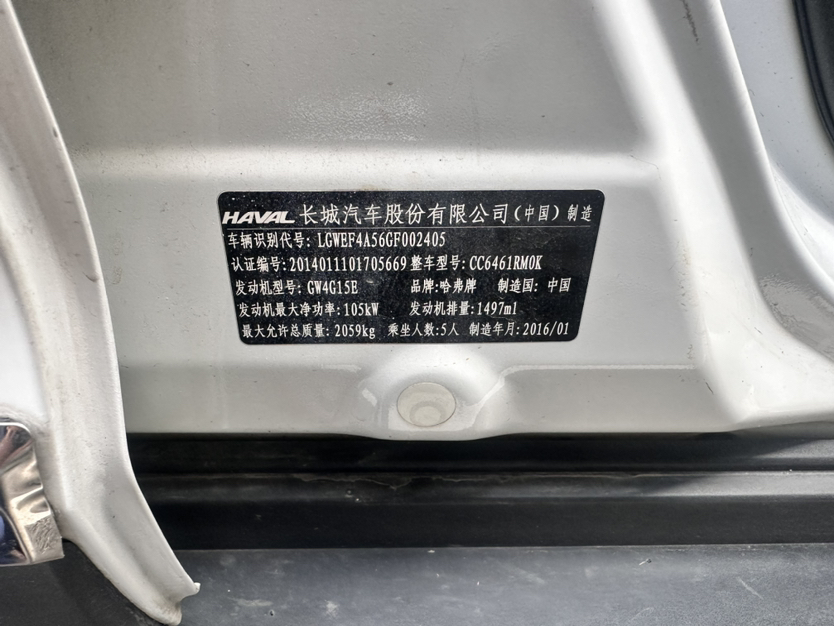 HAVAL 长城汽车股份有限公司(中国)制造
车辆识别代号: LGWEF4A56GF002405
认证编号:2014011101705669 整车型号: CC6461RM0K
发动机型号: GW4G15E 品牌:哈弗牌 制造国: 中国
发动机最大净功率: 105kW 发动机排量: 1497ml
最大允许总质量: 2059kg 乘坐人数:5人 制造年月: 2016/01